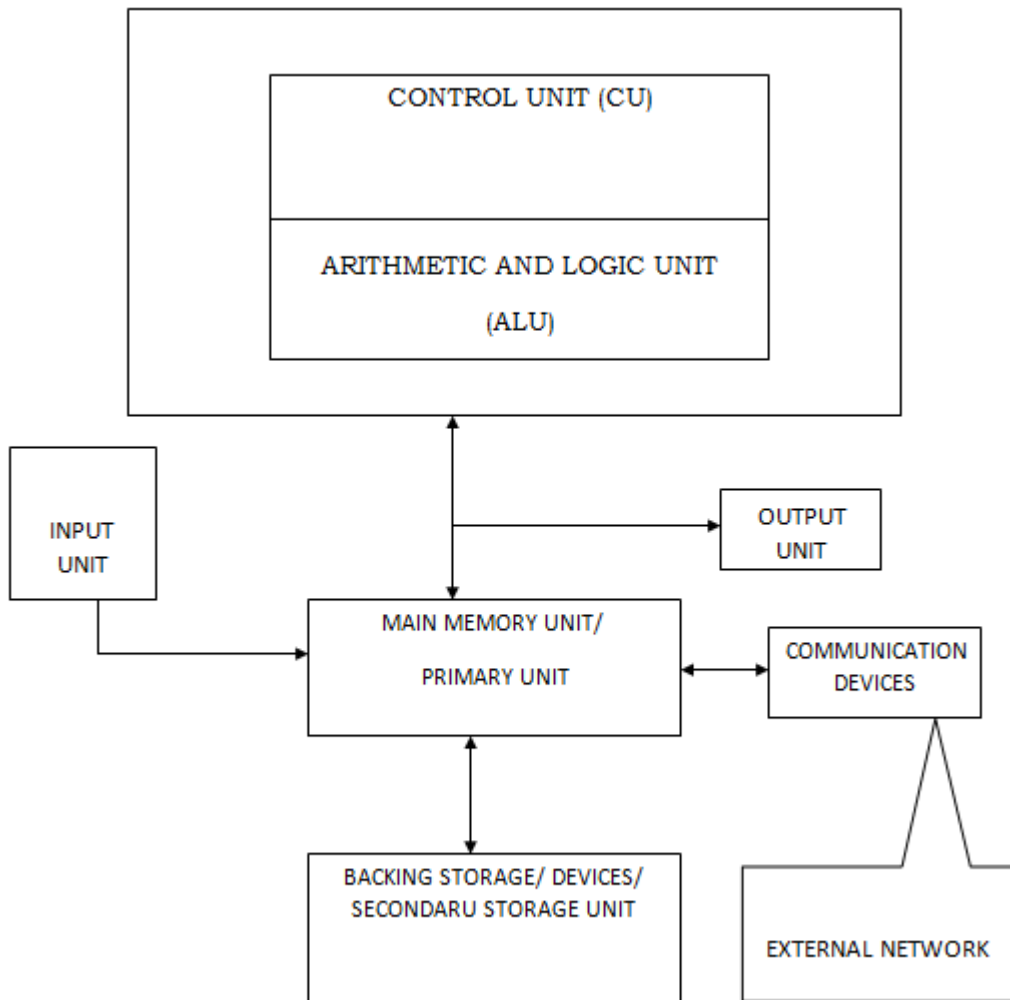 CONTROL UNIT (CU)
ARITHMETIC AND LOGIC UNIT
(ALU)
INPUT
UNIT
OUTPUT
UNIT
MAIN MEMORY UNIT/
PRIMARY UNIT
COMMUNICATION
DEVICES
BACKING STORAGE/ DEVICES/
SECONDARU STORAGE UNIT
EXTERNAL NETWORK